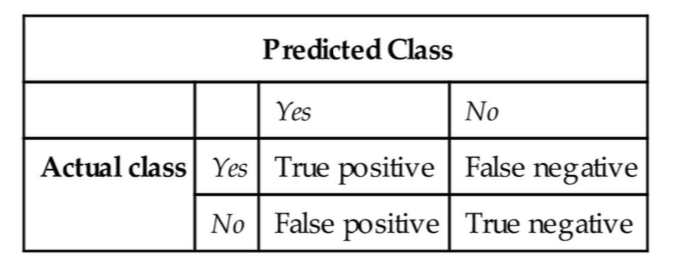 Predicted Class
Yes No
Actual class Yes True positive False negative
No False positive True negative